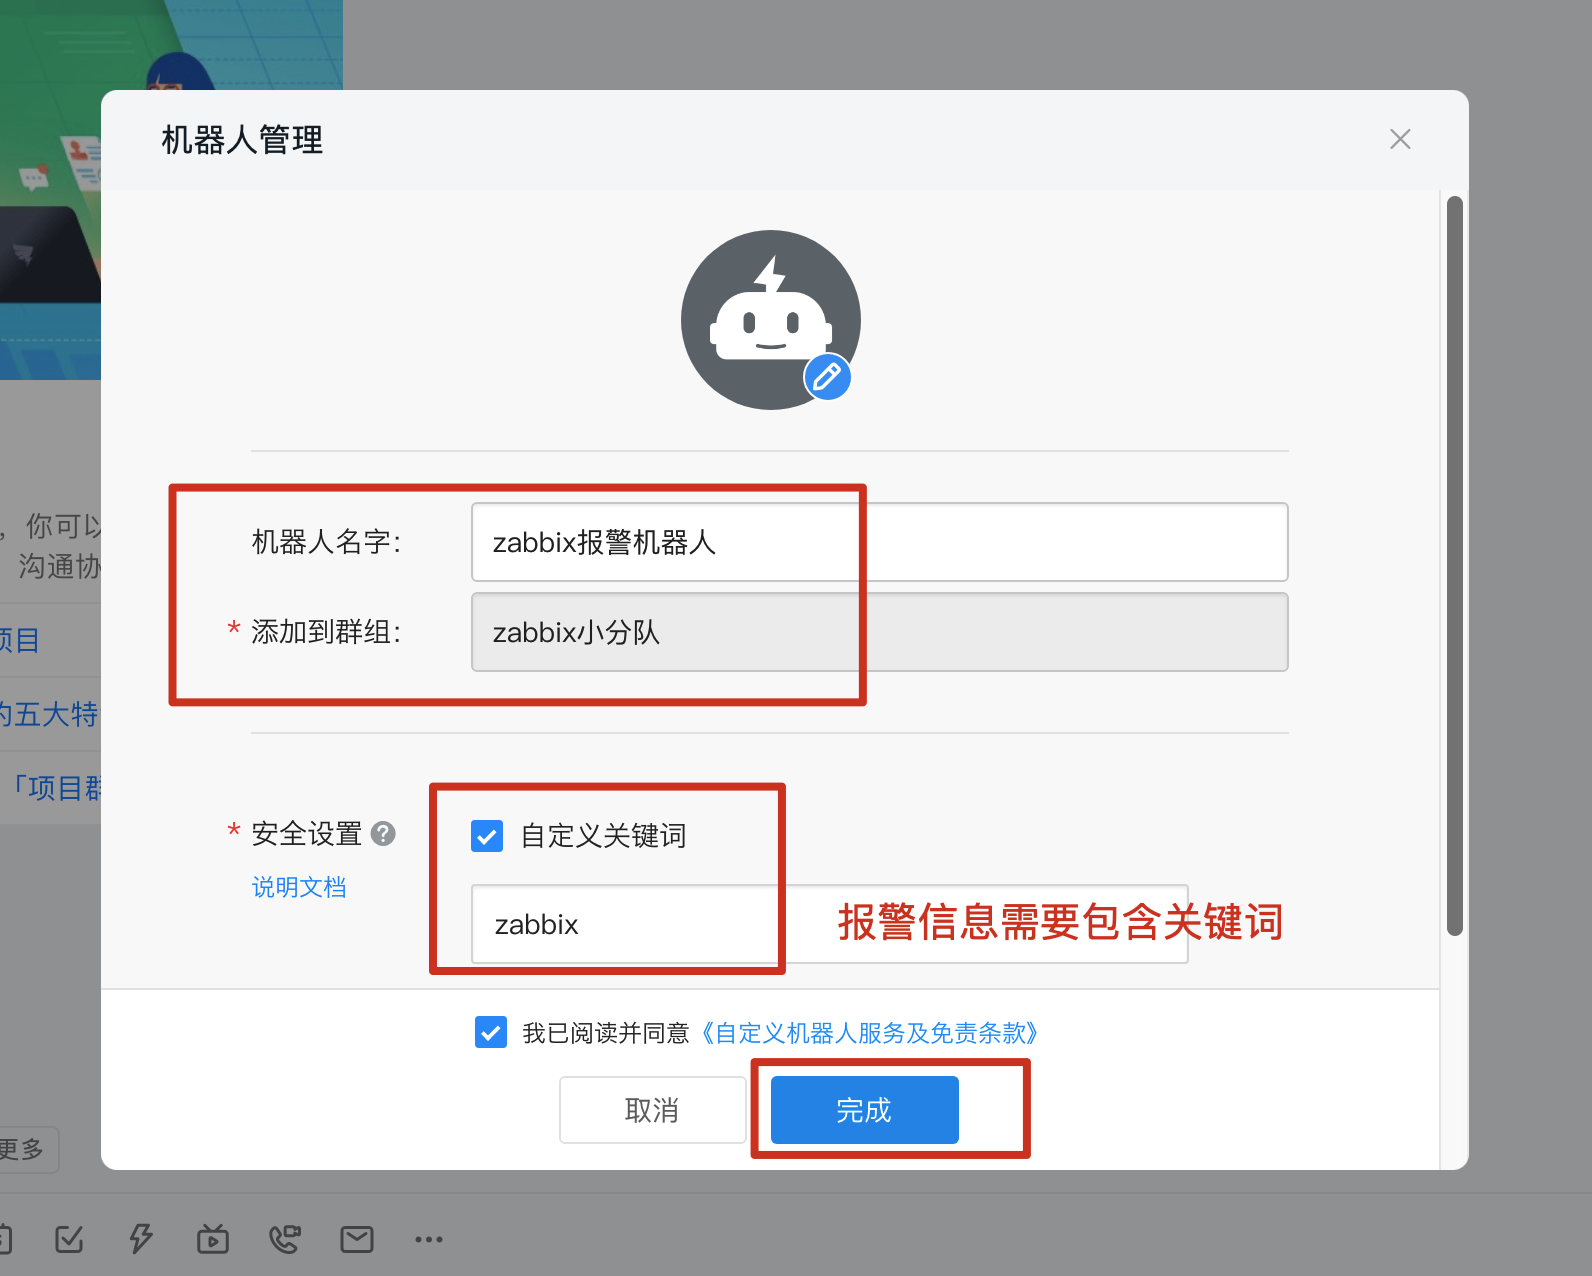 机器人管理
机器人名字：
zabbix报警机器人
* 添加到群组：
zabbix小分队
* 安全设置 ?
自定义关键词
说明文档
zabbix
报警信息需要包含关键词
我已阅读并同意《自定义机器人服务及免责条款》
取消
完成
，你可以
沟通协
项目
的五大特
「项目群
更多